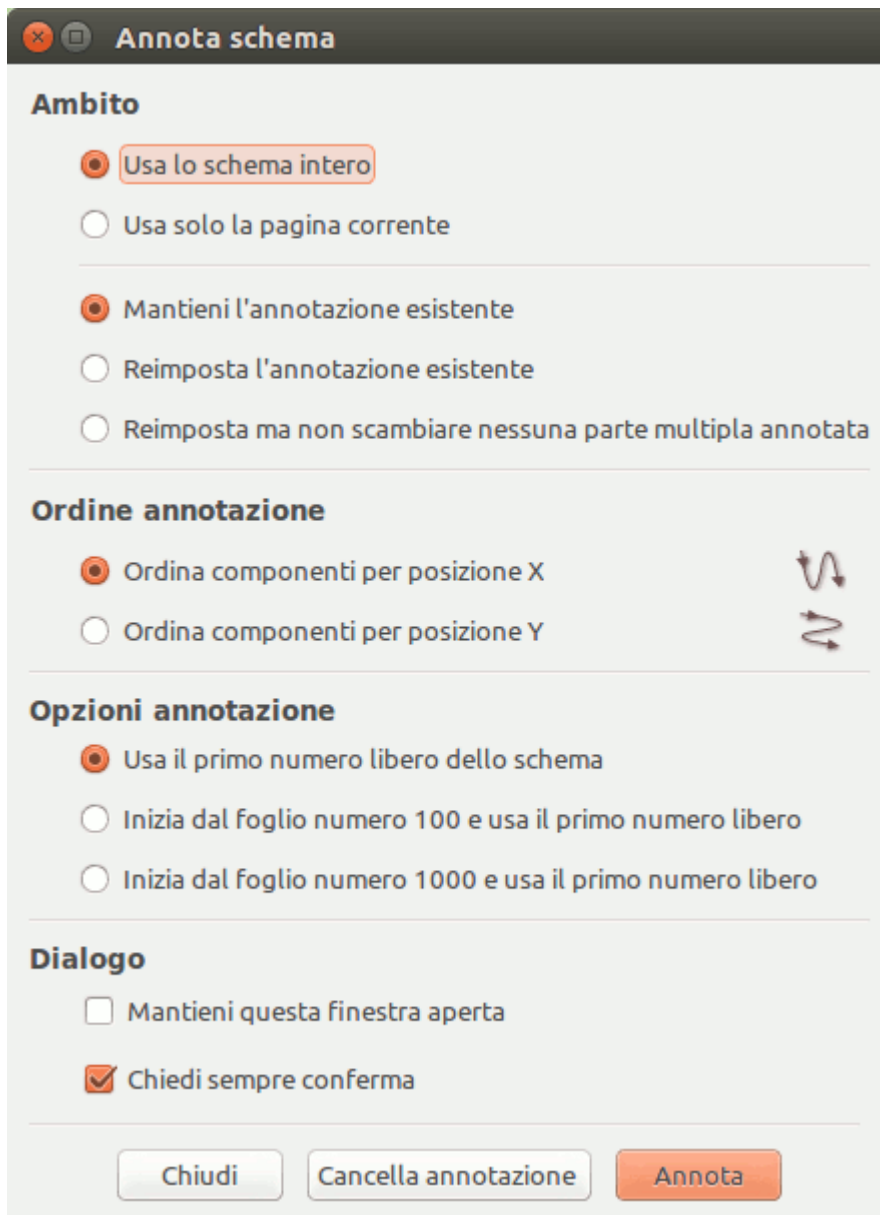 Annota schema
Ambito
Usa lo schema intero
Usa solo la pagina corrente
Mantieni l'annotazione esistente
Reimposta l'annotazione esistente
Reimposta ma non scambiare nessuna parte multipla annotata
Ordine annotazione
Ordina componenti per posizione X
Ordina componenti per posizione Y
Opzioni annotazione
Usa il primo numero libero dello schema
Inizia dal foglio numero 100 e usa il primo numero libero
Inizia dal foglio numero 1000 e usa il primo numero libero
Dialogo
Mantieni questa finestra aperta
Chiedi sempre conferma
Chiudi Cancella annotazione Annota